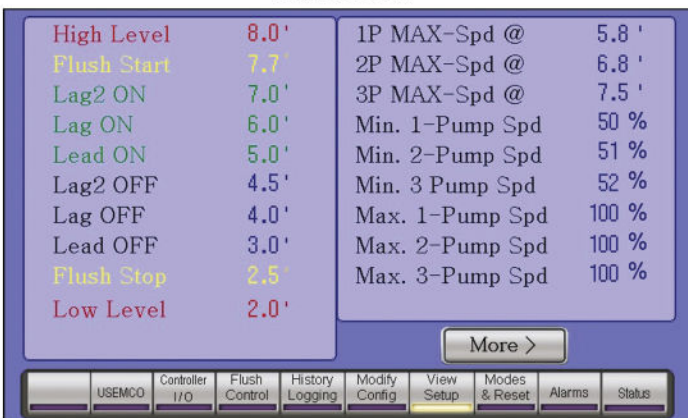 High Level 8.0'
Flush Start 7.7'
Lag2 ON 7.0'
Lag ON 6.0'
Lead ON 5.0'
Lag2 OFF 4.5'
Lag OFF 4.0'
Lead OFF 3.0'
Flush Stop 2.5'
Low Level 2.0'
1P MAX-Spd @ 5.8 '
2P MAX-Spd @ 6.8 '
3P MAX-Spd @ 7.5 '
Min. 1-Pump Spd 50 %
Min. 2-Pump Spd 51 %
Min. 3 Pump Spd 52 %
Max. 1-Pump Spd 100 %
Max. 2-Pump Spd 100 %
Max. 3-Pump Spd 100 %
More >
USEMCO
Controller
I/O
Flush
Control
History
Logging
Modify
Config
View
Setup
Modes
& Reset
Alarms
Status